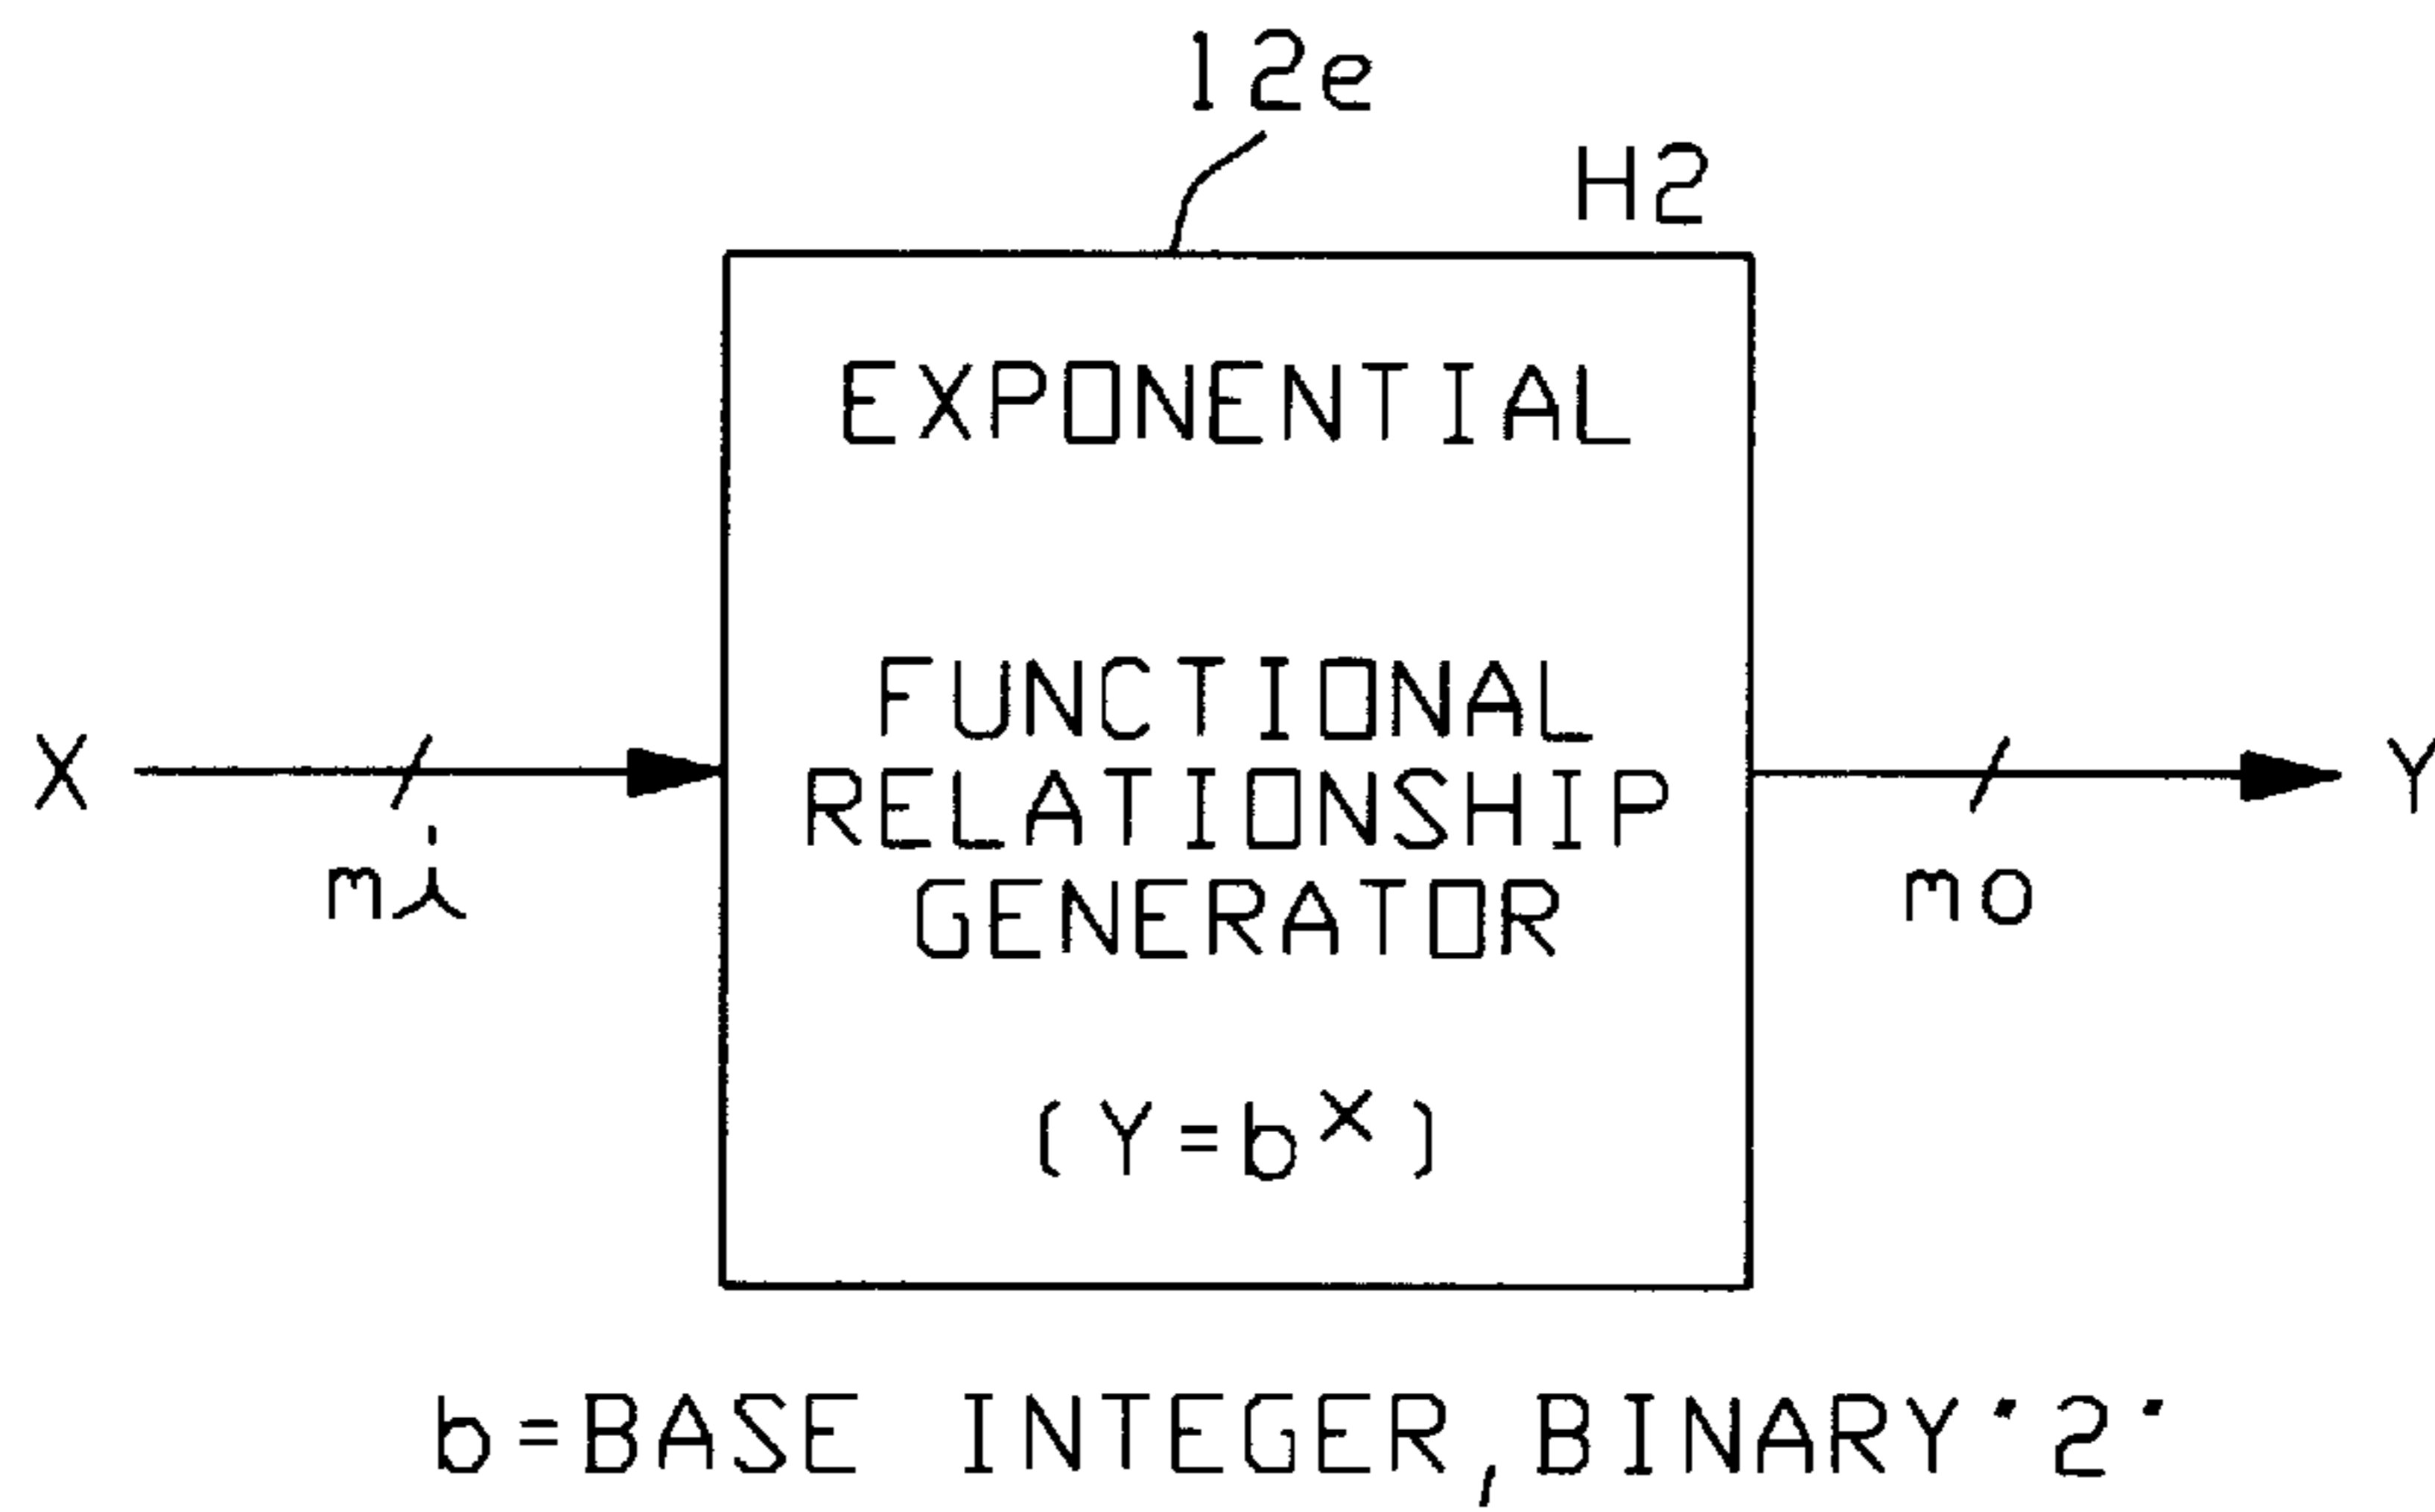 12e
H2
EXPONENTIAL
FUNCTIONAL
RELATIONSHIP
GENERATOR
(Y=b^X)
X
mi
Y
mo
b=BASE INTEGER,BINARY'2'